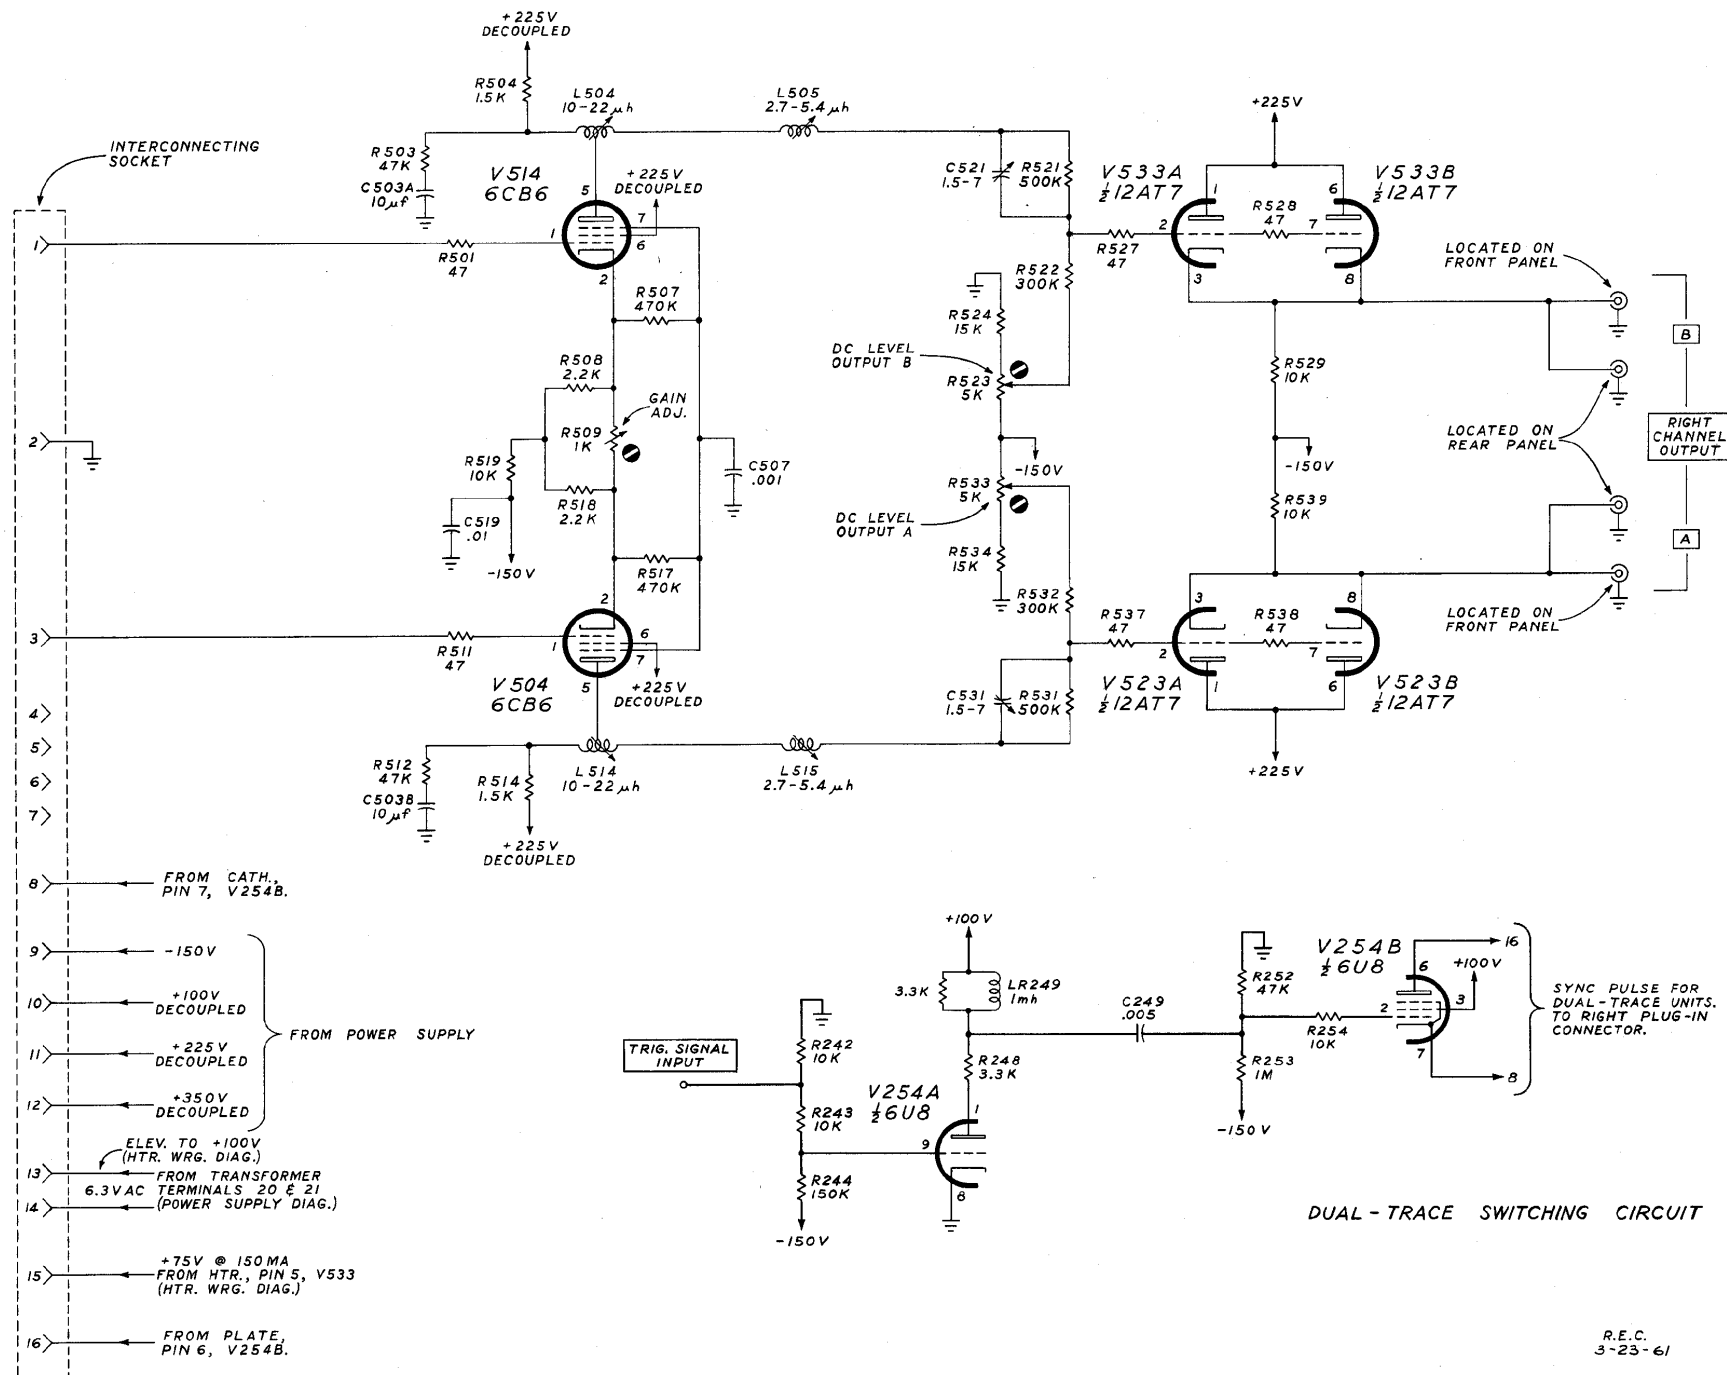 +225V
DECOUPLED
R504
1.5K
L504
10-22μh
L505
2.7-5.4μh
+225V
INTERCONNECTING
SOCKET
R503
47K
C503A
10μf
V514
6CB6
+225V
DECOUPLED
5
7
6
1
2
C521
1.5-7
R521
500K
V533A
½12AT7
V533B
½12AT7
1
6
R528
47
2
7
3
8
R527
47
LOCATED ON
FRONT PANEL
1
R501
47
R507
470K
R522
300K
R524
15K
DC LEVEL
OUTPUT B
R523
5K
B
R508
2.2K
R529
10K
GAIN
ADJ.
R509
1K
2
R519
10K
C507
.001
-150V
-150V
LOCATED ON
REAR PANEL
RIGHT
CHANNEL
OUTPUT
R518
2.2K
C519
.01
-150V
R533
5K
DC LEVEL
OUTPUT A
R539
10K
A
R517
470K
R534
15K
R532
300K
LOCATED ON
FRONT PANEL
3
R511
47
2
1
6
7
5
V504
6CB6
+225V
DECOUPLED
R537
47
3
8
R538
47
2
7
1
6
V523A
½12AT7
V523B
½12AT7
C531
1.5-7
R531
500K
+225V
4
5
6
7
R512
47K
C503B
10μf
R514
1.5K
L514
10-22μh
L515
2.7-5.4μh
+225V
DECOUPLED
8
FROM CATH.,
PIN 7, V254B.
9
-150V
10
+100V
DECOUPLED
11
+225V
DECOUPLED
12
+350V
DECOUPLED
FROM POWER SUPPLY
ELEV. TO +100V
(HTR. WRG. DIAG.)
13
FROM TRANSFORMER
6.3VAC TERMINALS 20 & 21
14
(POWER SUPPLY DIAG.)
15
+75V @ 150MA
FROM HTR., PIN 5, V533
(HTR. WRG. DIAG.)
16
FROM PLATE,
PIN 6, V254B.
+100V
3.3K
LR249
1mh
C249
.005
R252
47K
V254B
½6U8
6
2
3
7
16
+100V
8
SYNC PULSE FOR
DUAL-TRACE UNITS.
TO RIGHT PLUG-IN
CONNECTOR.
R254
10K
R253
1M
-150V
TRIG. SIGNAL
INPUT
R242
10K
R248
3.3K
V254A
½6U8
1
9
8
R243
10K
R244
150K
-150V
DUAL-TRACE SWITCHING CIRCUIT
R.E.C.
3-23-61